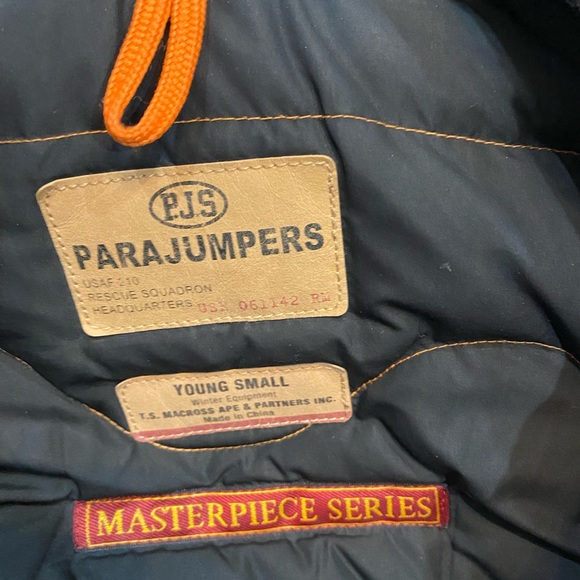 P.J.S
PARAJUMPERS
USAF 210
RESCUE SQUADRON
HEADQUARTERS USA 061142 RW
YOUNG SMALL
Winter Equipment
T.S. MACROSS APE & PARTNERS INC.
Made in China
MASTERPIECE SERIES